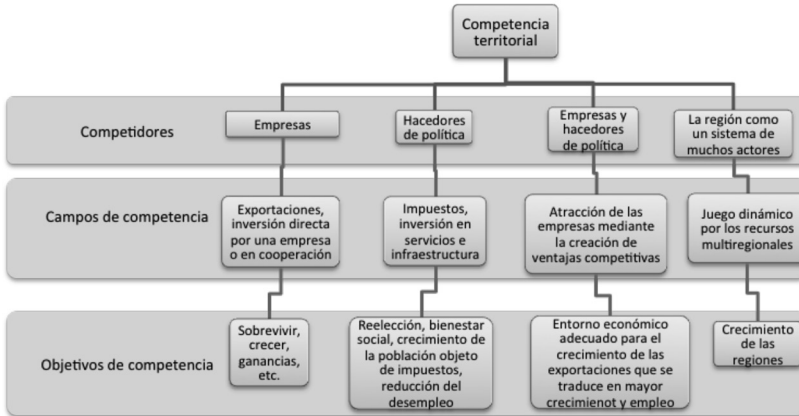 Competencia
territorial
Competidores
Empresas
Hacedores
de política
Empresas y
hacedores
de política
La región como
un sistema de
muchos actores
Campos de competencia
Exportaciones,
inversión directa
por una empresa
o en cooperación
Impuestos,
inversión en
servicios e
infraestructura
Atracción de las
empresas mediante
la creación de
ventajas competitivas
Juego dinámico
por los recursos
multiregionales
Objetivos de competencia
Sobrevivir,
crecer,
ganancias,
etc.
Reelección, bienestar
social, crecimiento de
la población objeto
de impuestos,
reducción del
desempleo
Entorno económico
adecuado para el
crecimiento de las
exportaciones que se
traduce en mayor
crecimienot y empleo
Crecimiento
de las
regiones